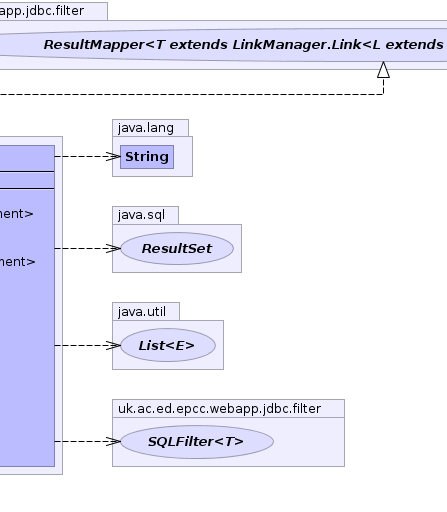 app.jdbc.filter
ResultMapper<T extends LinkManager.Link<L extends
java.lang
String
java.sql
ment>
ResultSet
ment>
java.util
List<E>
uk.ac.ed.epcc.webapp.jdbc.filter
SQLFilter<T>